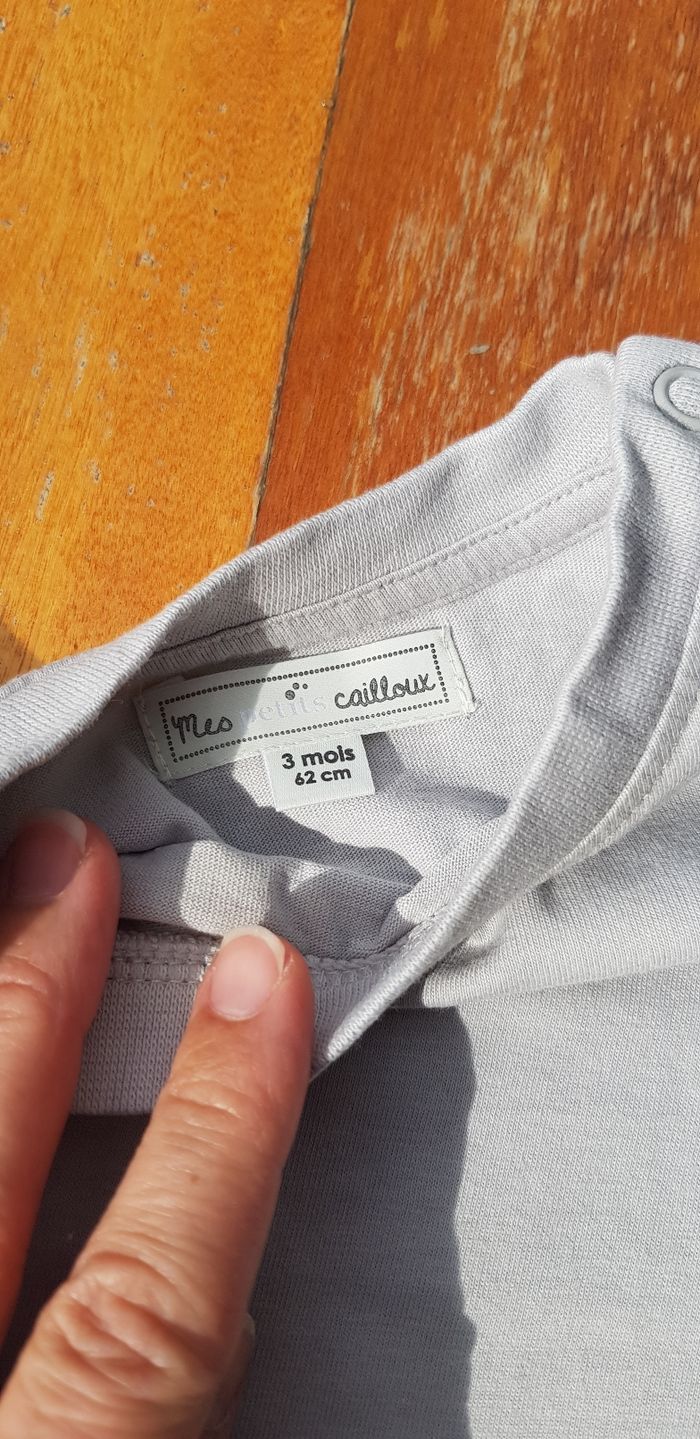 Mes petits cailloux
3 mois
62 cm